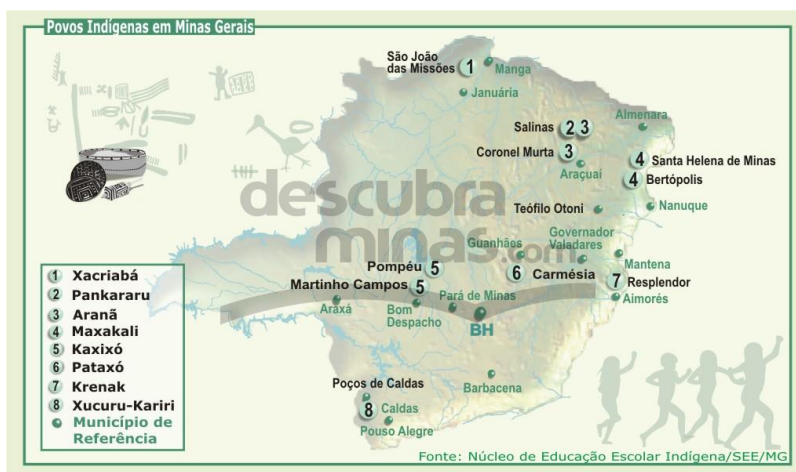 Povos Indígenas em Minas Gerais
São João
das Missões
1
Manga
Januária
Salinas
2 3
Almenara
Coronel Murta
3
Araçuaí
4
Santa Helena de Minas
4
Bertópolis
Teófilo Otoni
Nanuque
descubra
minas.com
Guanhães
Governador
Valadares
Mantena
Pompéu
5
6
Carmésia
7
Resplendor
Martinho Campos
5
Pará de Minas
Aimorés
Araxá
Bom
Despacho
BH
Barbacena
Poços de Caldas
8
Caldas
Pouso Alegre
1 Xacriabá
2 Pankararu
3 Aranã
4 Maxakali
5 Kaxixó
6 Pataxó
7 Krenak
8 Xucuru-Kariri
Município de
Referência
Fonte: Núcleo de Educação Escolar Indígena/SEE/MG